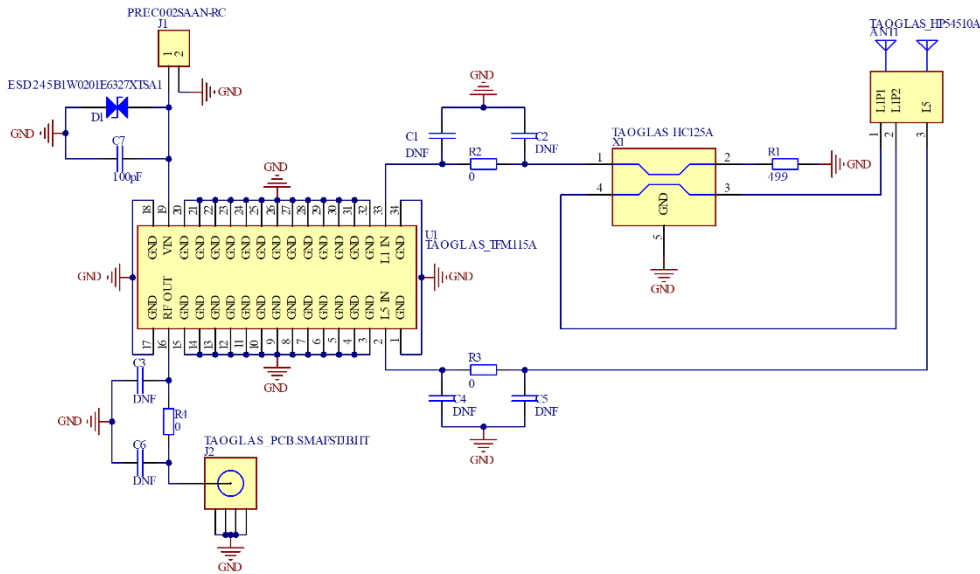 PREC002SAAN-RC
J1
1
2
GND
ESD245B1W0201E6327XTSA1
D1
GND
C7
100pF
TAOGLAS_HP54510A
ANT1
L1P1
L1P2
L5
1
2
3
GND
C1
DNF
C2
DNF
R2
0
TAOGLAS_HC125A
X1
1
2
4
3
GND
5
GND
R1
499
GND
GND
18
19
20
21
22
23
24
25
26
27
28
29
30
31
32
33
34
GND
VIN
GND
GND
GND
GND
GND
GND
GND
GND
GND
GND
GND
GND
GND
L1 IN
GND
U1
TAOGLAS_TFM115A
GND
GND
GND
RF OUT
GND
GND
GND
GND
GND
GND
GND
GND
GND
GND
GND
GND
GND
L5 IN
GND
17
16
15
14
13
12
11
10
9
8
7
6
5
4
3
2
1
GND
C3
DNF
R4
0
GND
C6
DNF
R3
0
C4
DNF
C5
DNF
GND
TAOGLAS_PCB.SMAFSTJB.HT
J2
GND